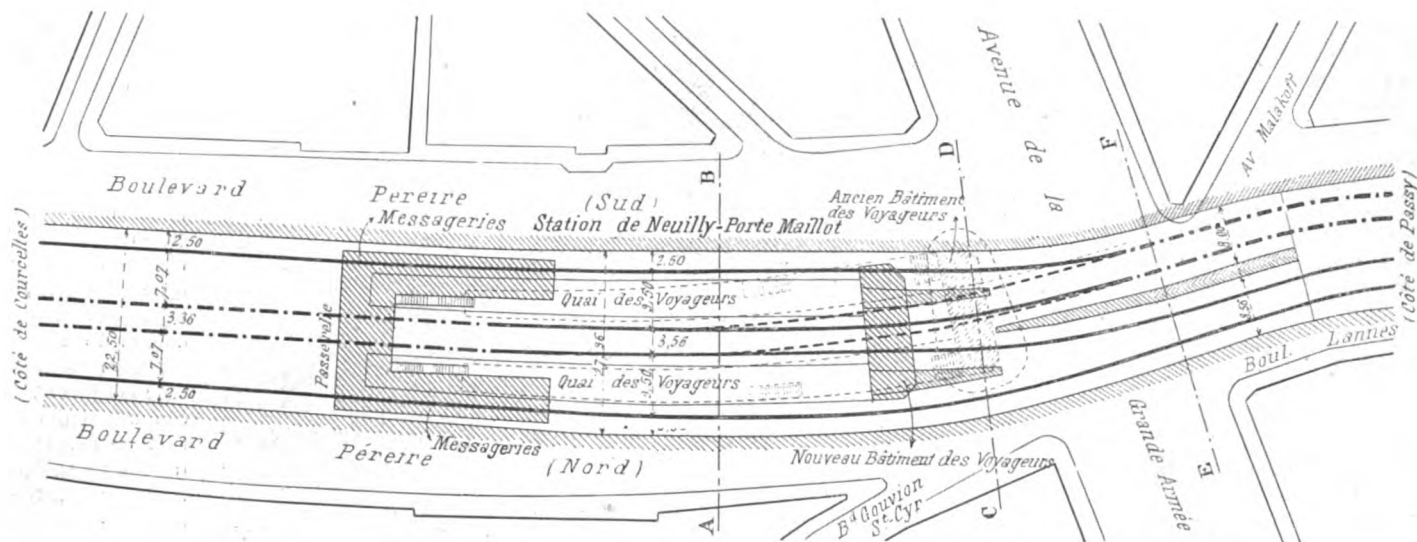 Avenue
de
la
Grande Armée
Av Malakoff
B
D
F
Boulevard
Pereire
(Sud)
Messageries
Station de Neuilly-Porte Maillot
Ancien Bâtiment
des Voyageurs
(Côté de Courcelles)
(Côté de Passy)
2.50
7.07
3,36
22,50
7.07
2.50
Passerelle
2.50
Quai des Voyageurs
3,56
Quai des Voyageurs
Boul. Lannes
Boulevard
Péreire
(Nord)
Messageries
Nouveau Bâtiment des Voyageurs
Bd Gouvion
St. Cyr
A
C
E